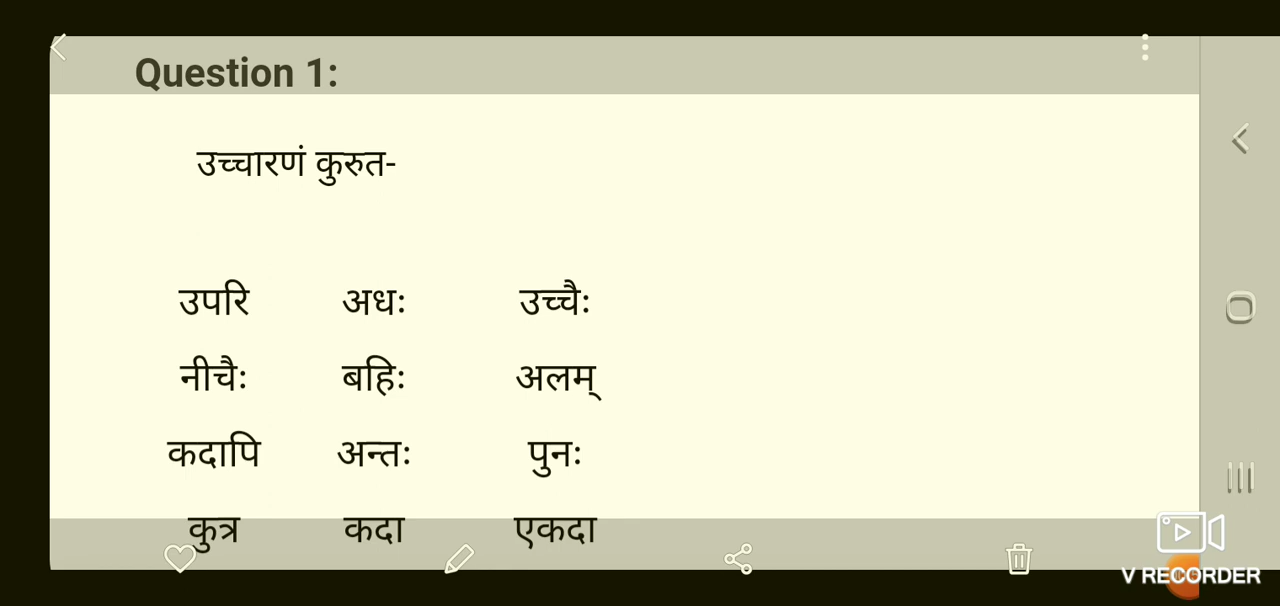 Question 1:
उच्चारणं कुरुत-
उपरि अधः उच्चैः
नीचैः बहिः अलम्
कदापि अन्तः पुनः
कुत्र कदा एकदा
V RECORDER